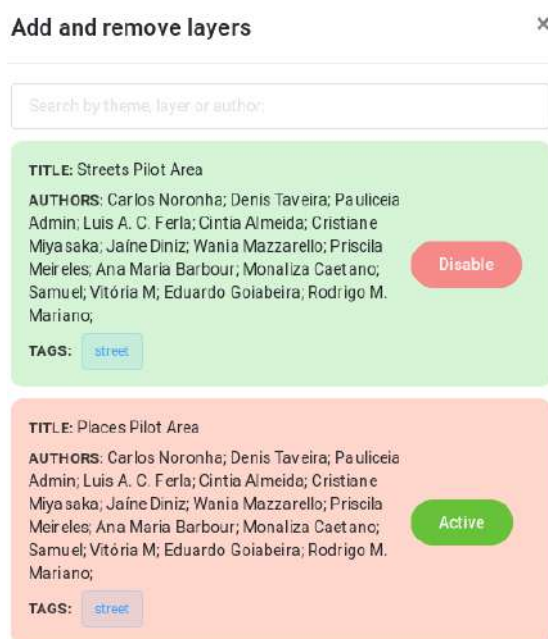 Add and remove layers ×
Search by theme, layer or author:
TITLE: Streets Pilot Area
AUTHORS: Carlos Noronha; Denis Taveira; Pauliceia
Admin; Luis A. C. Ferla; Cintia Almeida; Cristiane
Miyasaka; Jaíne Diniz; Wania Mazzarello; Priscila
Meireles; Ana Maria Barbour; Monaliza Caetano;
Samuel; Vitória M; Eduardo Goiabeira; Rodrigo M.
Mariano;
Disable
TAGS: street
TITLE: Places Pilot Area
AUTHORS: Carlos Noronha; Denis Taveira; Pauliceia
Admin; Luis A. C. Ferla; Cintia Almeida; Cristiane
Miyasaka; Jaíne Diniz; Wania Mazzarello; Priscila
Meireles; Ana Maria Barbour; Monaliza Caetano;
Samuel; Vitória M; Eduardo Goiabeira; Rodrigo M.
Mariano;
Active
TAGS: street